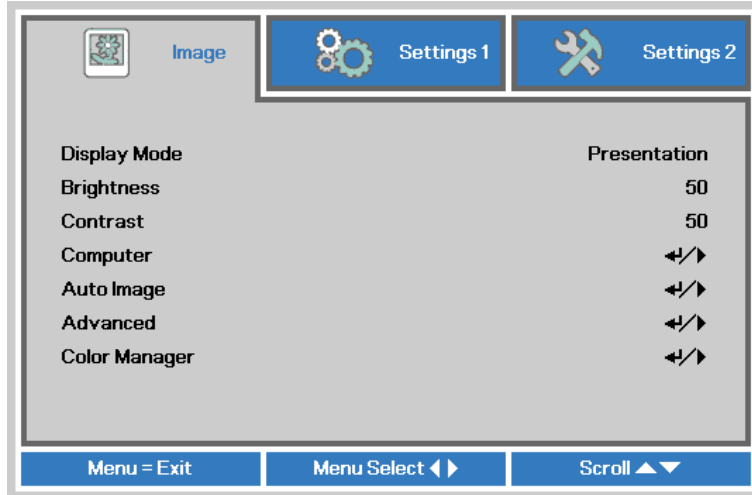 Image Settings 1 Settings 2
Display Mode Presentation
Brightness 50
Contrast 50
Computer
Auto Image
Advanced
Color Manager
Menu = Exit Menu Select Scroll